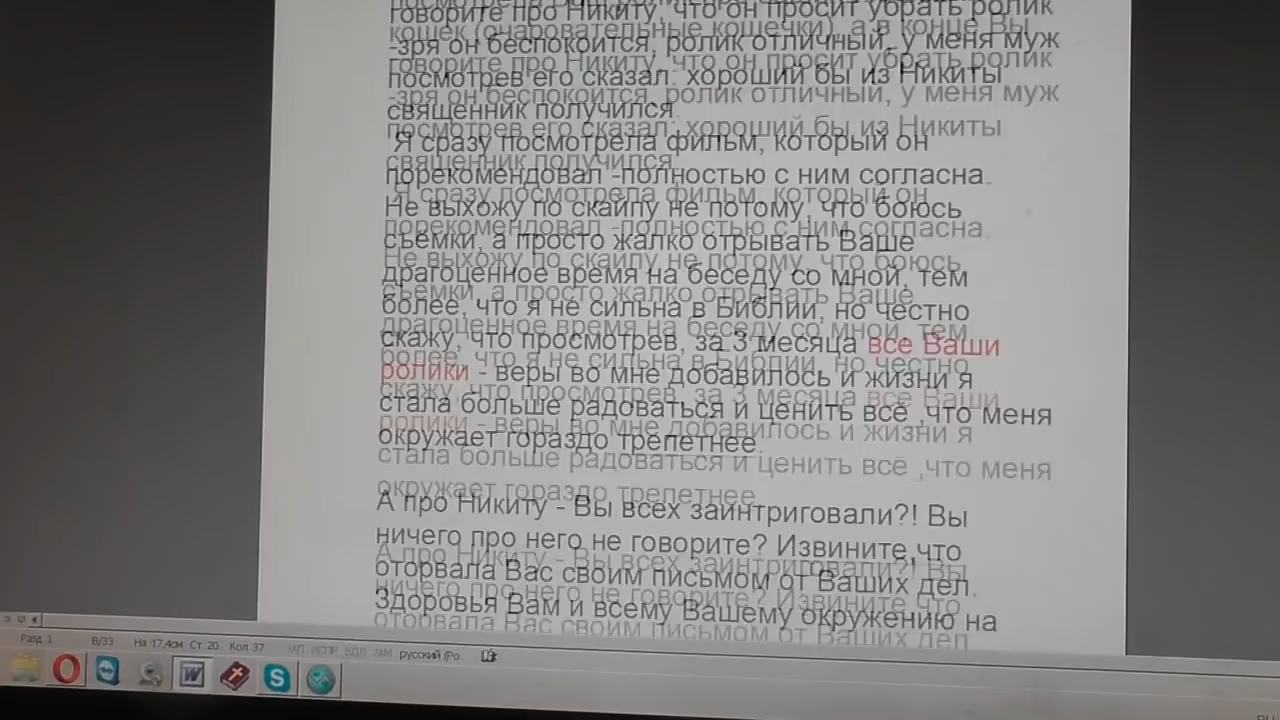 говорите про Никиту, что он просит убрать ролик
-зря он беспокоится, ролик отличный, у меня муж
посмотрев его сказал: хороший бы из Никиты
священник получился.
Я сразу посмотрела фильм, который он
порекомендовал -полностью с ним согласна.
Не выхожу по скайпу не потому, что боюсь
съёмки, а просто жалко отрывать Ваше
драгоценное время на беседу со мной, тем
более, что я не сильна в Библии, но честно
скажу, что просмотрев, за 3 месяца все Ваши
ролики - веры во мне добавилось и жизни я
стала больше радоваться и ценить всё ,что меня
окружает гораздо трепетнее.
А про Никиту - Вы всех заинтриговали?! Вы
ничего про него не говорите? Извините,что
оторвала Вас своим письмом от Ваших дел.
Здоровья Вам и всему Вашему окружению на
Разд 1 8/33 На 17,4см Ст 20 Кол 37 ЗАП ИСПР ВДЛ ЗАМ русский (Ро